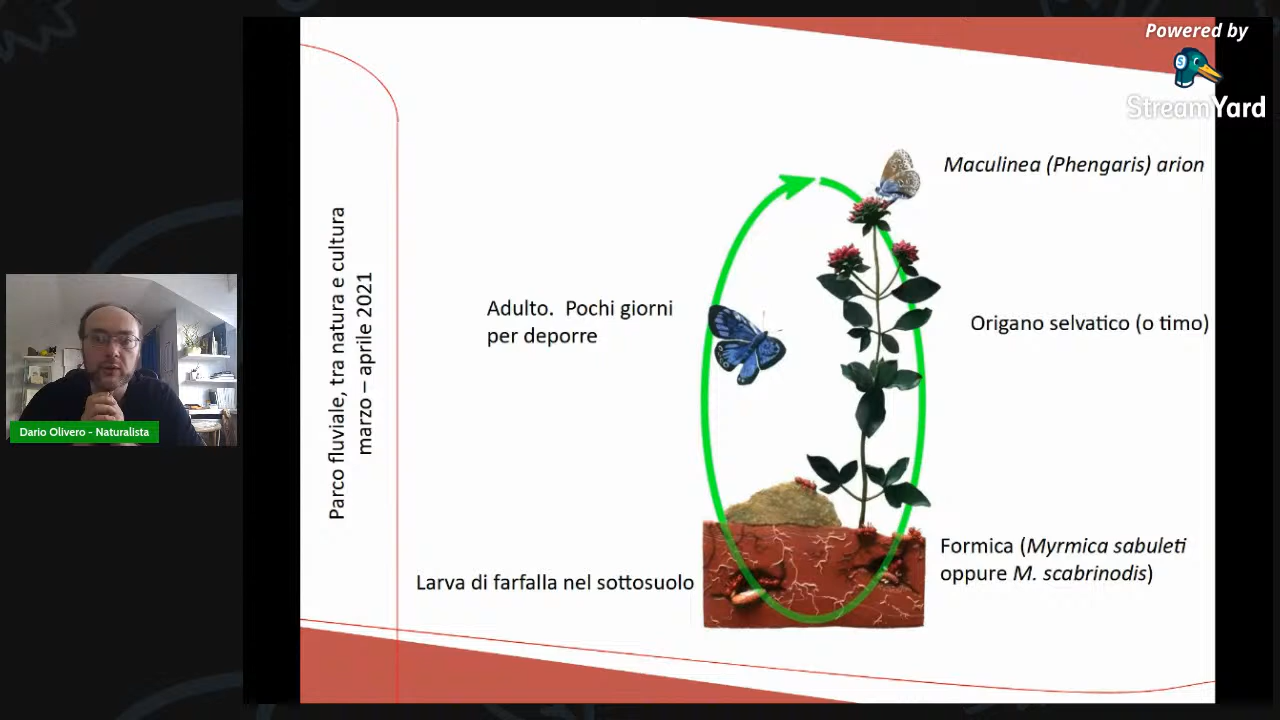 Powered by
StreamYard
Maculinea (Phengaris) arion
Adulto. Pochi giorni
per deporre
Origano selvatico (o timo)
Parco fluviale, tra natura e cultura
marzo – aprile 2021
Dario Olivero - Naturalista
Formica (Myrmica sabuleti
oppure M. scabrinodis)
Larva di farfalla nel sottosuolo